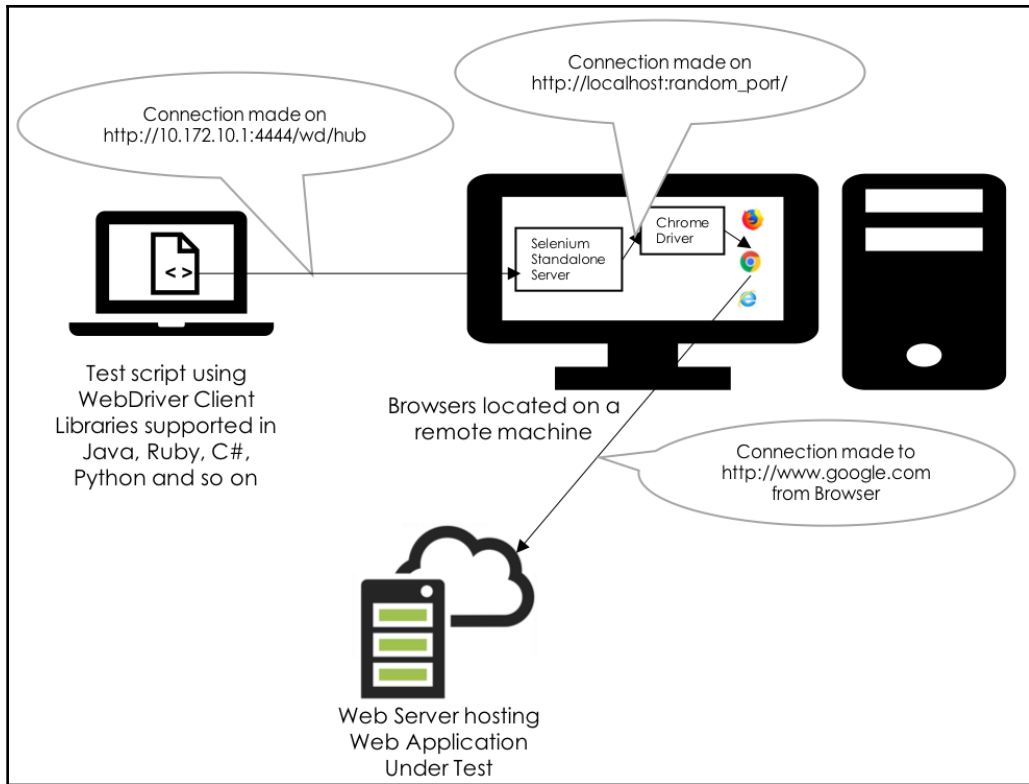 Connection made on
http://localhost:random_port/
Connection made on
http://10.172.10.1:4444/wd/hub
Chrome
Driver
Selenium
Standalone
Server
< >
Test script using
WebDriver Client
Libraries supported in
Java, Ruby, C#,
Python and so on
Browsers located on a
remote machine
Connection made to
http://www.google.com
from Browser
Web Server hosting
Web Application
Under Test